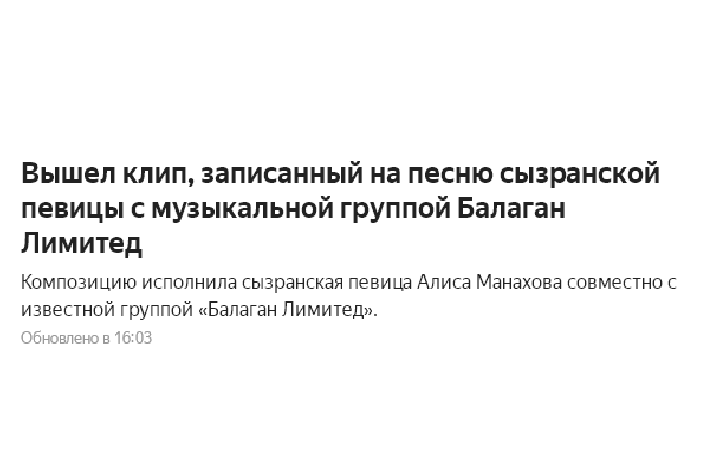 Вышел клип, записанный на песню сызранской
певицы с музыкальной группой Балаган
Лимитед
Композицию исполнила сызранская певица Алиса Манахова совместно с
известной группой «Балаган Лимитед».
Обновлено в 16:03